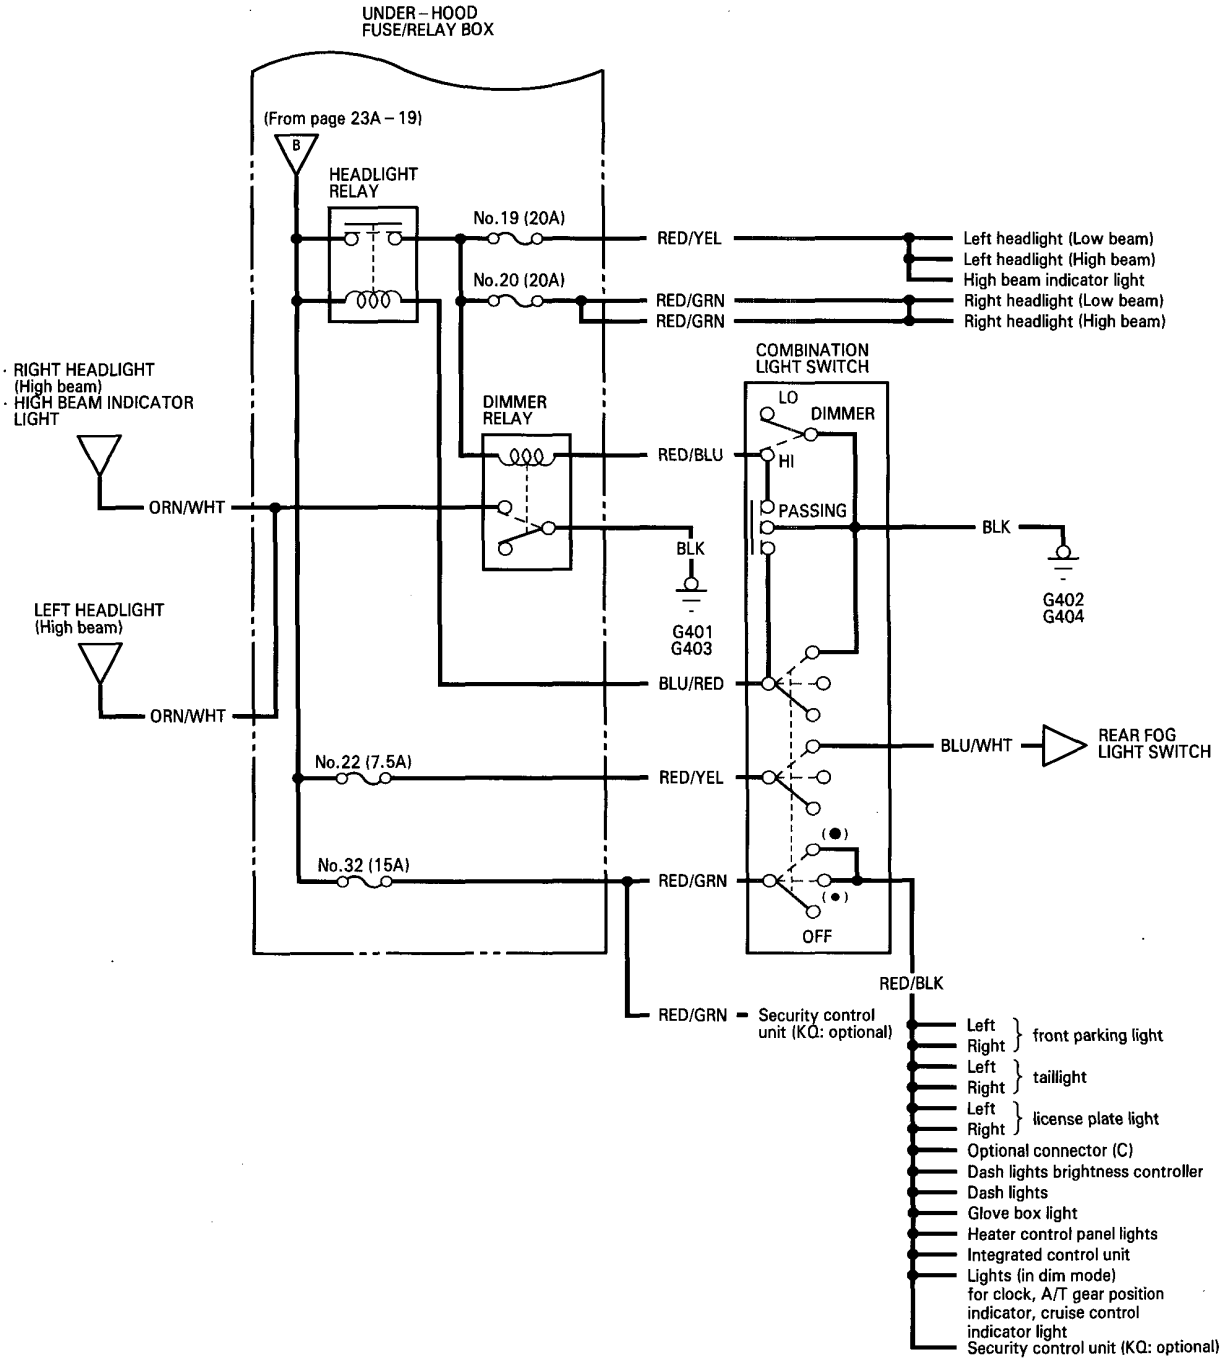 UNDER-HOOD
FUSE/RELAY BOX
(From page 23A-19)
B
HEADLIGHT
RELAY
No.19 (20A)
RED/YEL
Left headlight (Low beam)
Left headlight (High beam)
High beam indicator light
No.20 (20A)
RED/GRN
Right headlight (Low beam)
RED/GRN
Right headlight (High beam)
COMBINATION
LIGHT SWITCH
· RIGHT HEADLIGHT
(High beam)
· HIGH BEAM INDICATOR
LIGHT
DIMMER
RELAY
LO
DIMMER
RED/BLU
HI
ORN/WHT
PASSING
BLK
BLK
G401
G403
G402
G404
LEFT HEADLIGHT
(High beam)
BLU/RED
ORN/WHT
BLU/WHT
REAR FOG
LIGHT SWITCH
No.22 (7.5A)
RED/YEL
(●)
No.32 (15A)
RED/GRN
(•)
OFF
RED/BLK
RED/GRN
Security control
unit (KQ: optional)
Left
Right
front parking light
Left
Right
taillight
Left
Right
license plate light
Optional connector (C)
Dash lights brightness controller
Dash lights
Glove box light
Heater control panel lights
Integrated control unit
Lights (in dim mode)
for clock, A/T gear position
indicator, cruise control
indicator light
Security control unit (KQ: optional)